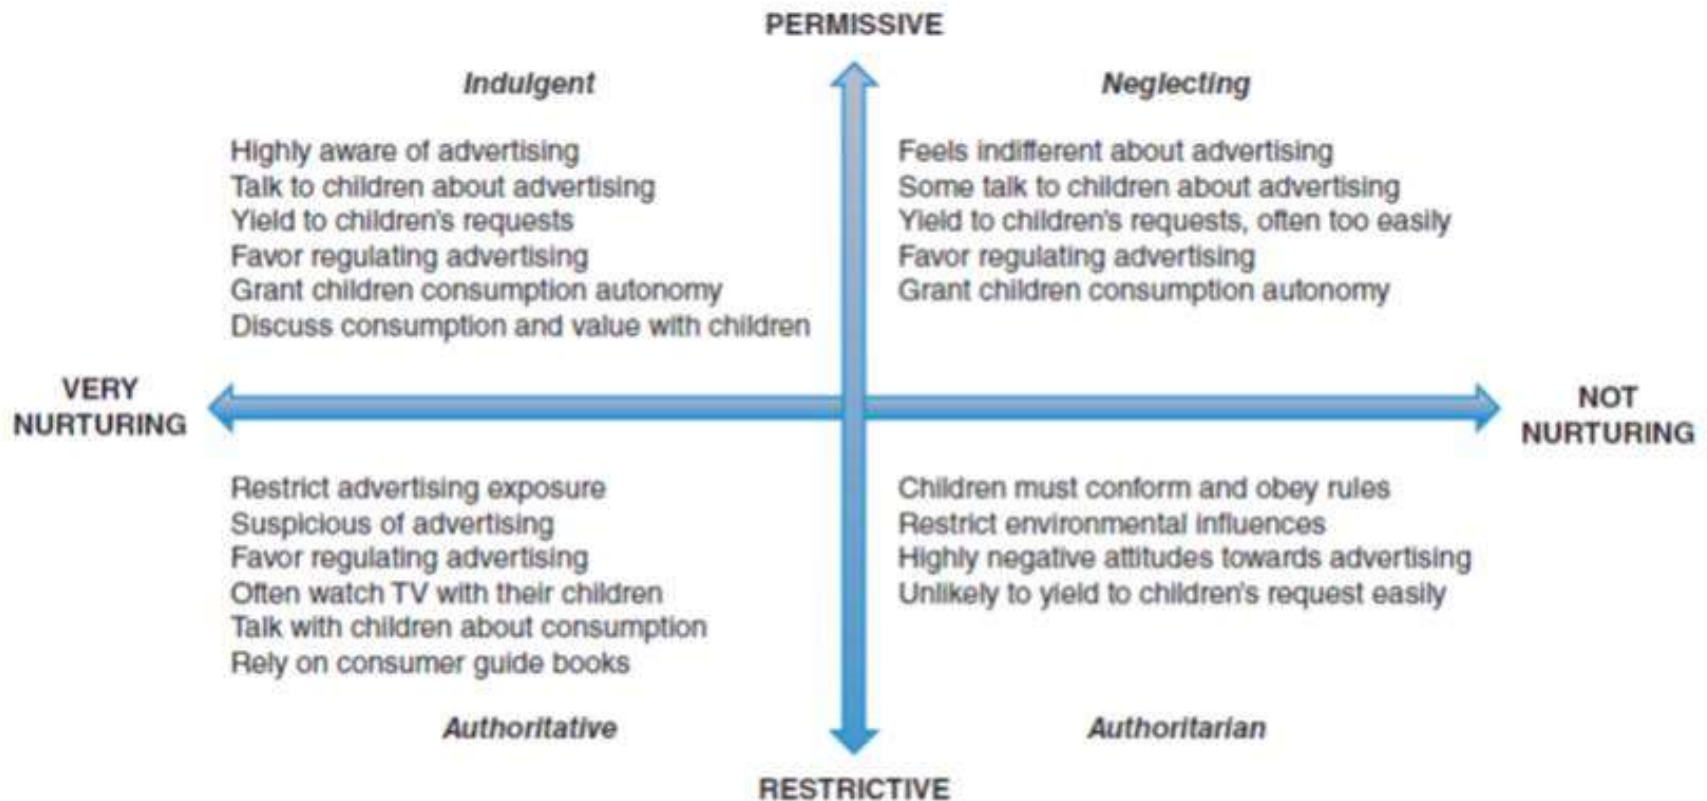 PERMISSIVE
Indulgent
Highly aware of advertising
Talk to children about advertising
Yield to children's requests
Favor regulating advertising
Grant children consumption autonomy
Discuss consumption and value with children
Neglecting
Feels indifferent about advertising
Some talk to children about advertising
Yield to children's requests, often too easily
Favor regulating advertising
Grant children consumption autonomy
VERY
NURTURING
NOT
NURTURING
Restrict advertising exposure
Suspicious of advertising
Favor regulating advertising
Often watch TV with their children
Talk with children about consumption
Rely on consumer guide books
Authoritative
Children must conform and obey rules
Restrict environmental influences
Highly negative attitudes towards advertising
Unlikely to yield to children's request easily
Authoritarian
RESTRICTIVE